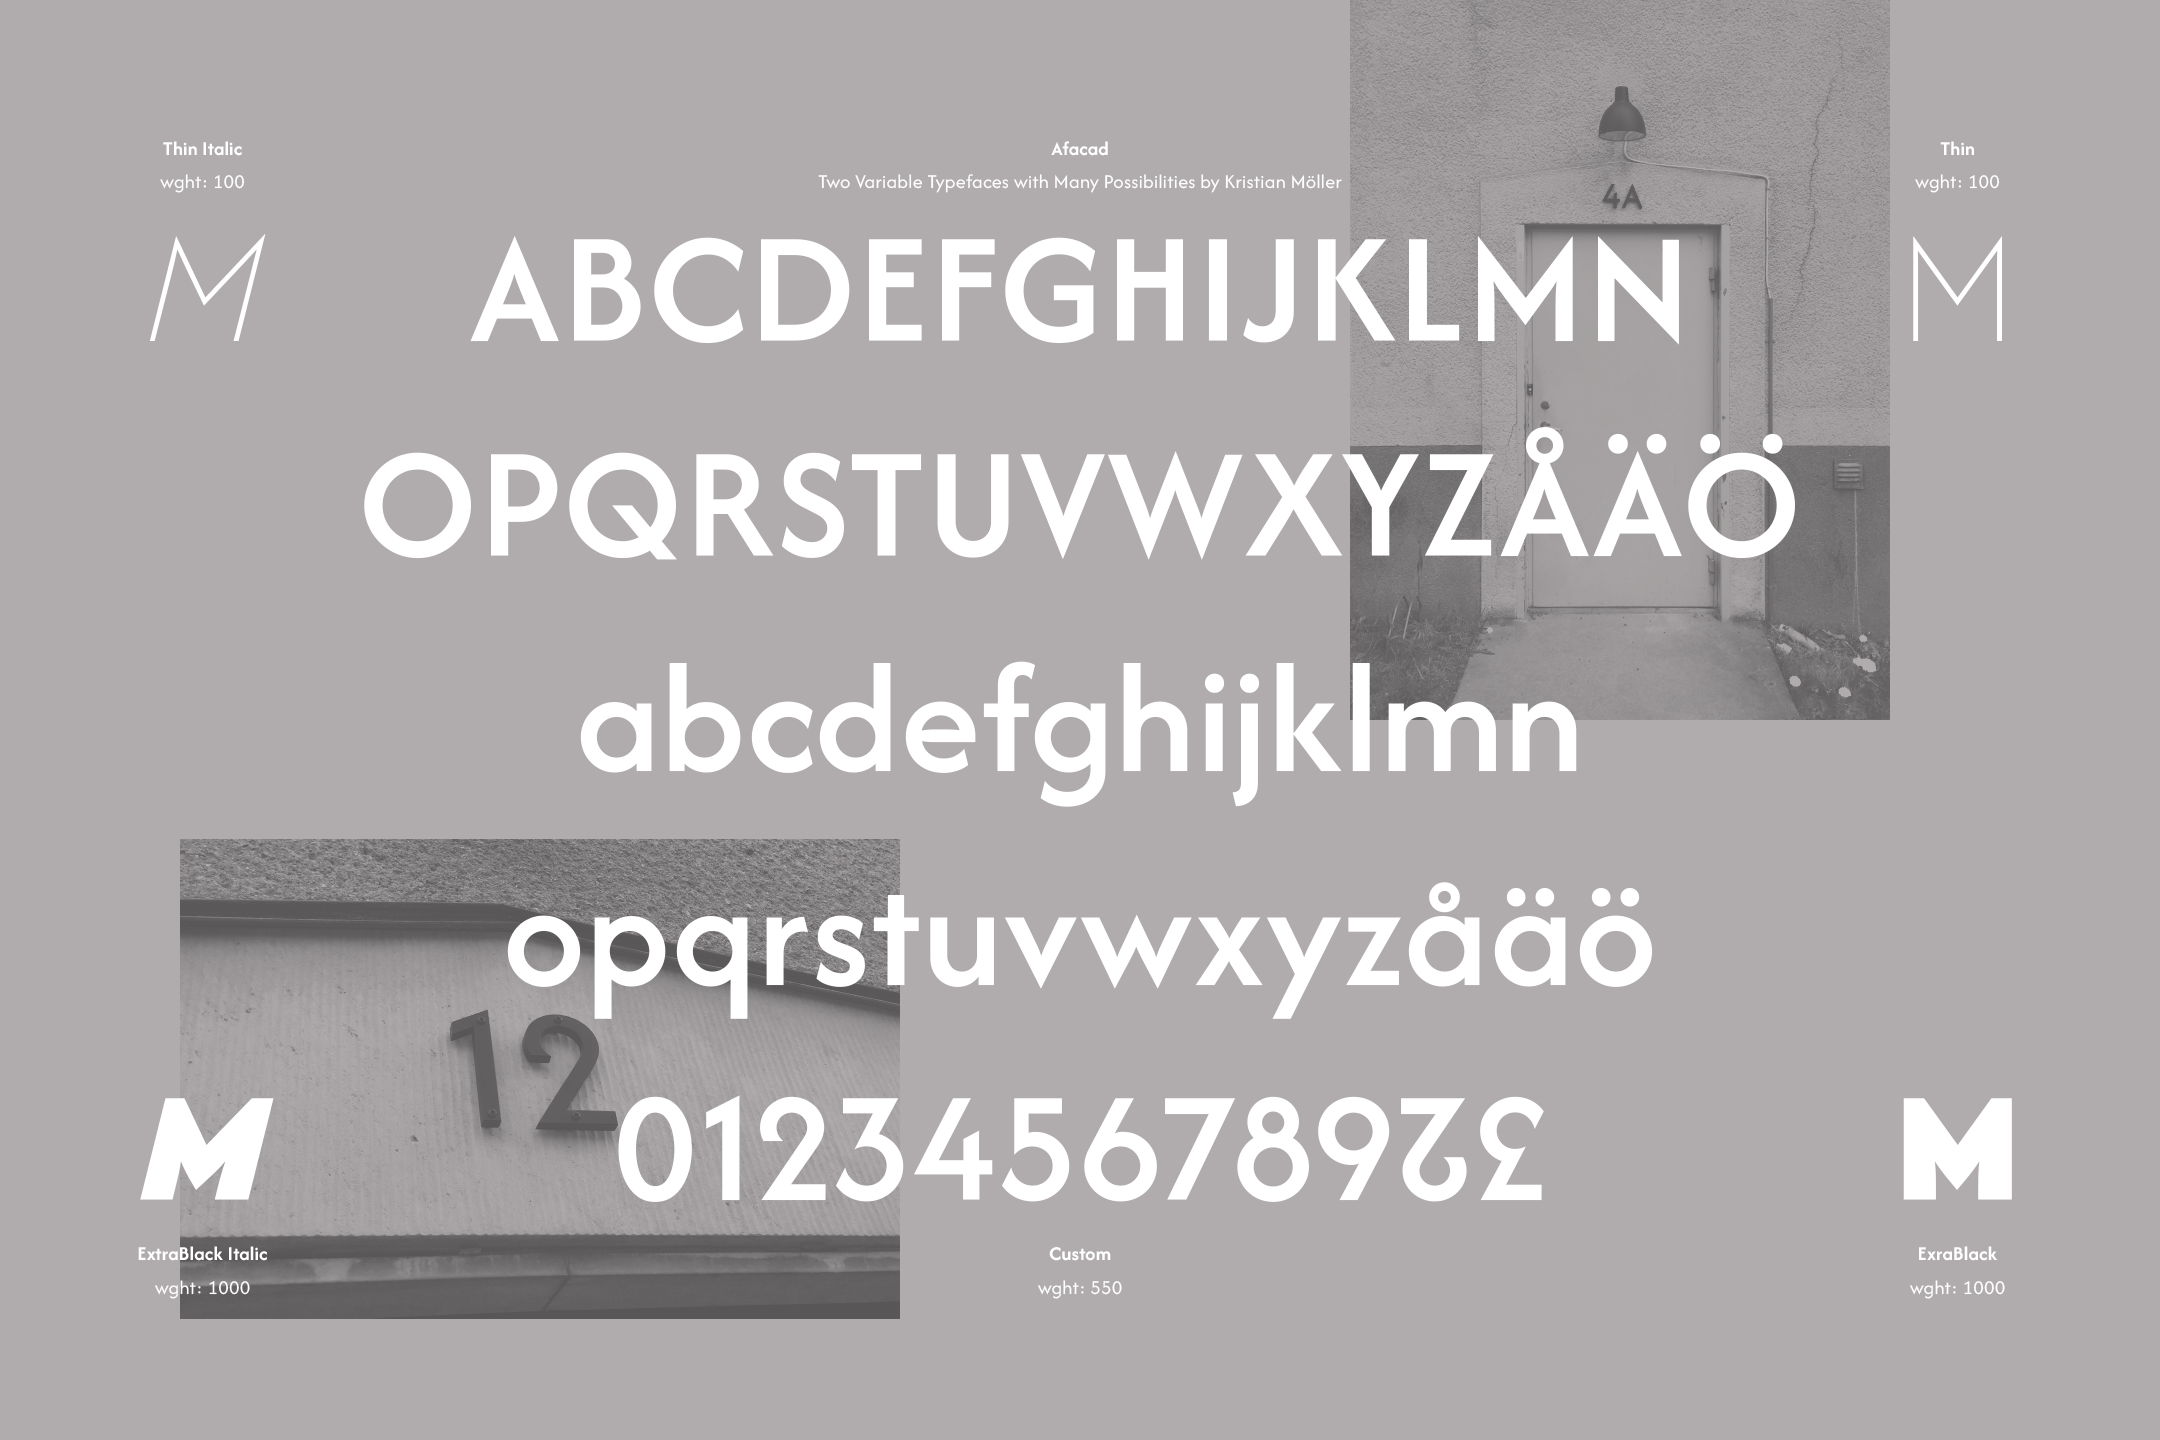 Thin Italic
wght: 100
M
Afacad
Two Variable Typefaces with Many Possibilities by Kristian Möller
Thin
wght: 100
M
4A
ABCDEFGHIJKLMN
OPQRSTUVWXYZÅÄÖ
abcdefghijklmn
opqrstuvwxyzåäö
12
0123456789↊↋
M
ExtraBlack Italic
wght: 1000
Custom
wght: 550
M
ExraBlack
wght: 1000